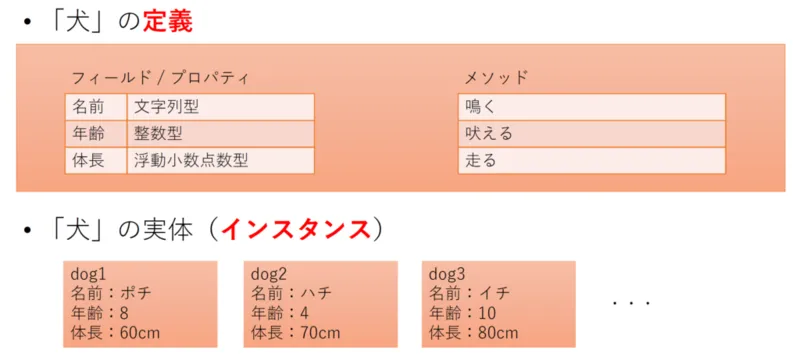 • 「犬」の定義
フィールド / プロパティ
名前 文字列型
年齢 整数型
体長 浮動小数点数型
メソッド
鳴く
吠える
走る
• 「犬」の実体（インスタンス）
dog1
名前：ポチ
年齢：8
体長：60cm
dog2
名前：ハチ
年齢：4
体長：70cm
dog3
名前：イチ
年齢：10
体長：80cm
・・・